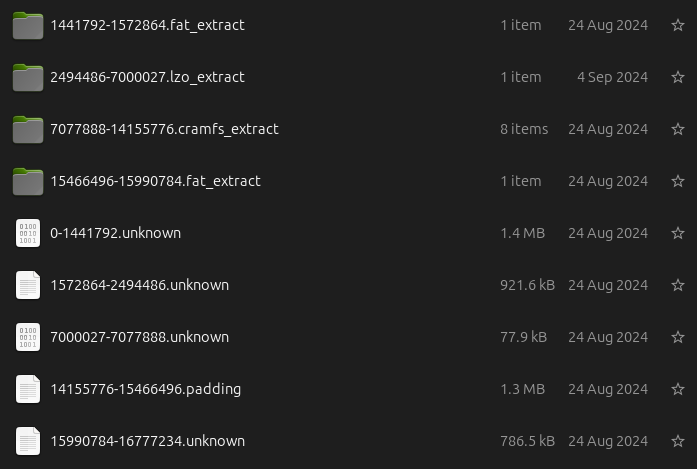 1441792-1572864.fat_extract 1 item 24 Aug 2024
2494486-7000027.lzo_extract 1 item 4 Sep 2024
7077888-14155776.cramfs_extract 8 items 24 Aug 2024
15466496-15990784.fat_extract 1 item 24 Aug 2024
0-1441792.unknown 1.4 MB 24 Aug 2024
1572864-2494486.unknown 921.6 kB 24 Aug 2024
7000027-7077888.unknown 77.9 kB 24 Aug 2024
14155776-15466496.padding 1.3 MB 24 Aug 2024
15990784-16777234.unknown 786.5 kB 24 Aug 2024